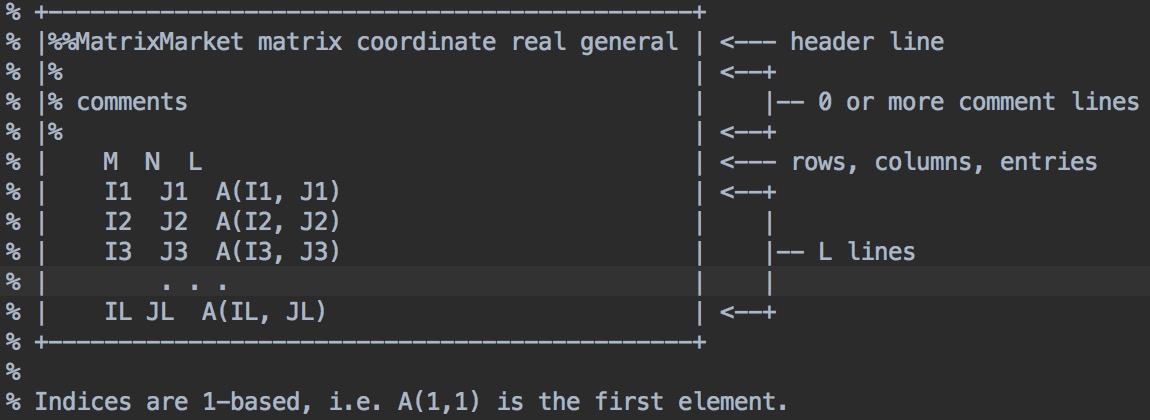 % +----------------------------------------------+
% |%%MatrixMarket matrix coordinate real general | <--- header line
% |%                                             | <--+
% |% comments                                    |    |-- 0 or more comment lines
% |%                                             | <--+
% |    M  N  L                                   | <--- rows, columns, entries
% |    I1  J1  A(I1, J1)                         | <--+
% |    I2  J2  A(I2, J2)                         |    |
% |    I3  J3  A(I3, J3)                         |    |-- L lines
% |        . . .                                 |    |
% |    IL JL  A(IL, JL)                          | <--+
% +----------------------------------------------+
%
% Indices are 1-based, i.e. A(1,1) is the first element.